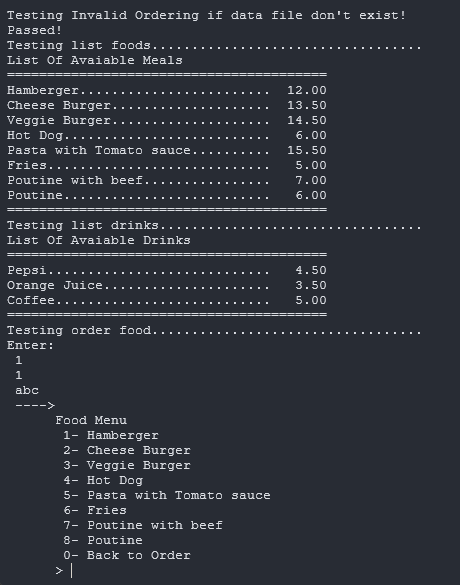 Testing Invalid Ordering if data file don't exist!
Passed!
Testing list foods..................................
List Of Avaiable Meals
========================================
Hamberger........................  12.00
Cheese Burger....................  13.50
Veggie Burger....................  14.50
Hot Dog..........................   6.00
Pasta with Tomato sauce..........  15.50
Fries............................   5.00
Poutine with beef................   7.00
Poutine..........................   6.00
========================================
Testing list drinks.................................
List Of Avaiable Drinks
========================================
Pepsi............................   4.50
Orange Juice.....................   3.50
Coffee...........................   5.00
========================================
Testing order food..................................
Enter:
 1
 1
 abc
 ---->
      Food Menu
       1- Hamberger
       2- Cheese Burger
       3- Veggie Burger
       4- Hot Dog
       5- Pasta with Tomato sauce
       6- Fries
       7- Poutine with beef
       8- Poutine
       0- Back to Order
      >